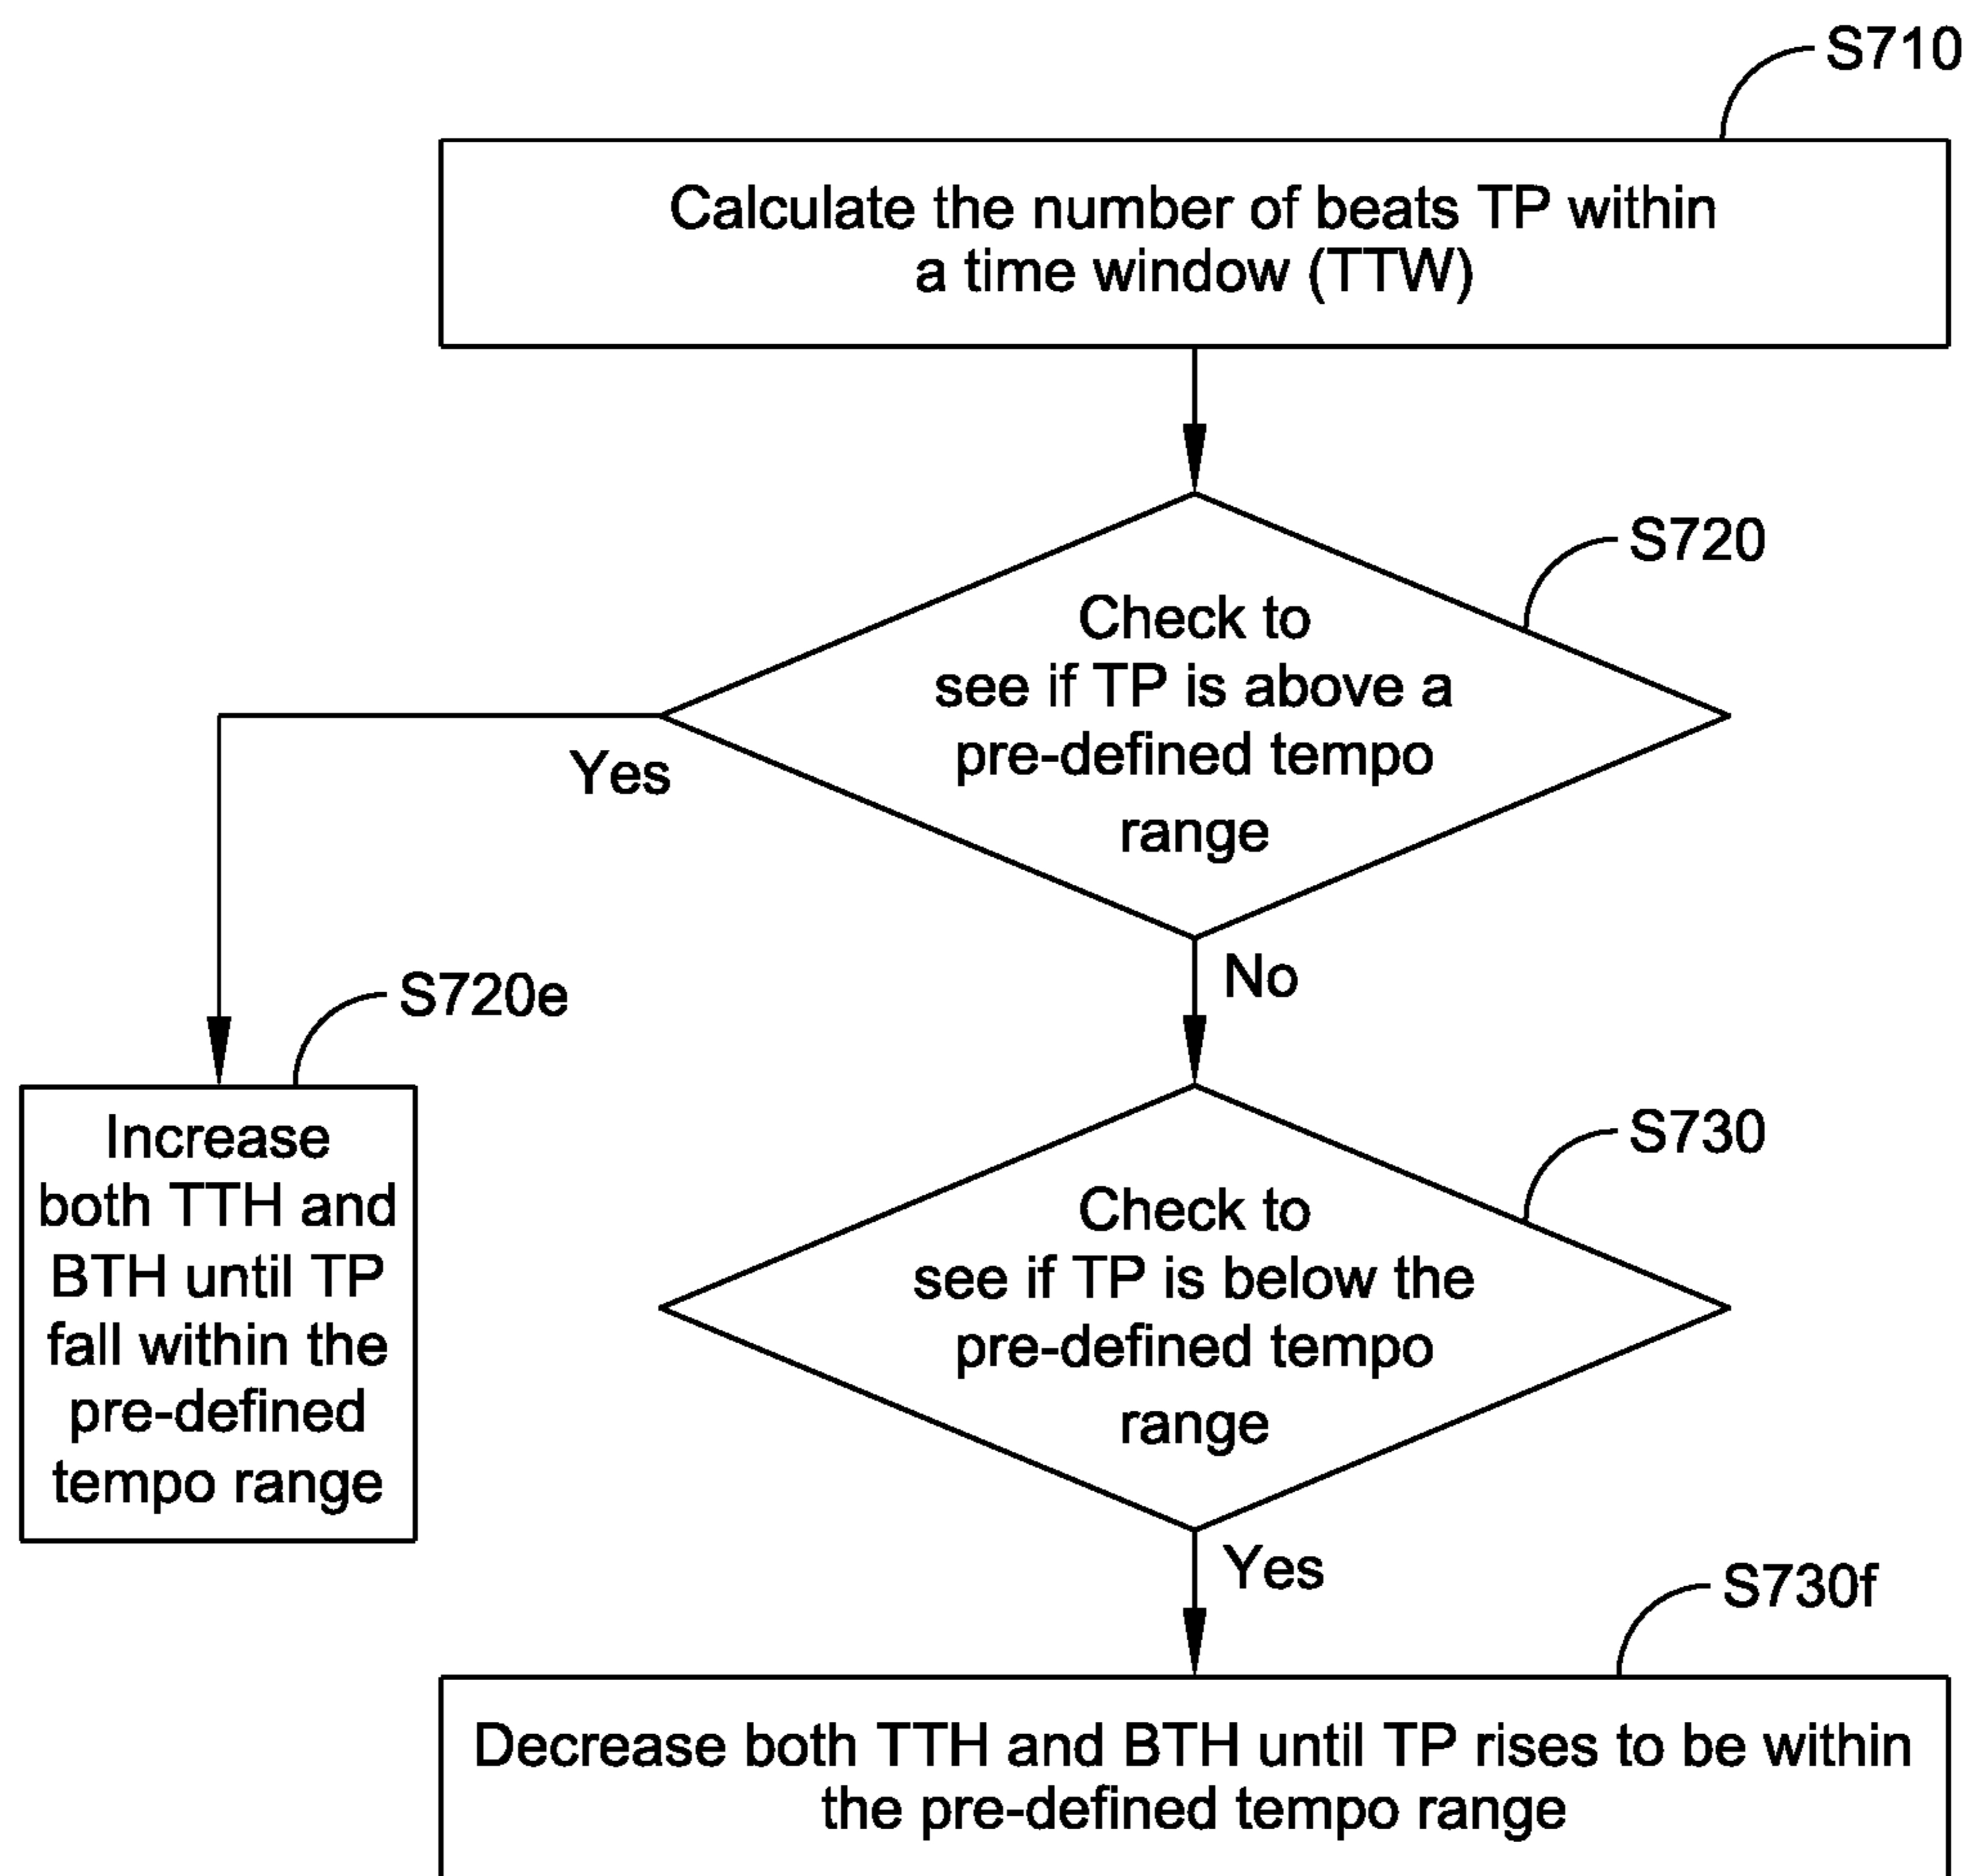 S710
Calculate the number of beats TP within
a time window (TTW)
S720
Check to
see if TP is above a
pre-defined tempo
range
Yes
No
S720e
Increase
both TTH and
BTH until TP
fall within the
pre-defined
tempo range
S730
Check to
see if TP is below the
pre-defined tempo
range
Yes
S730f
Decrease both TTH and BTH until TP rises to be within
the pre-defined tempo range